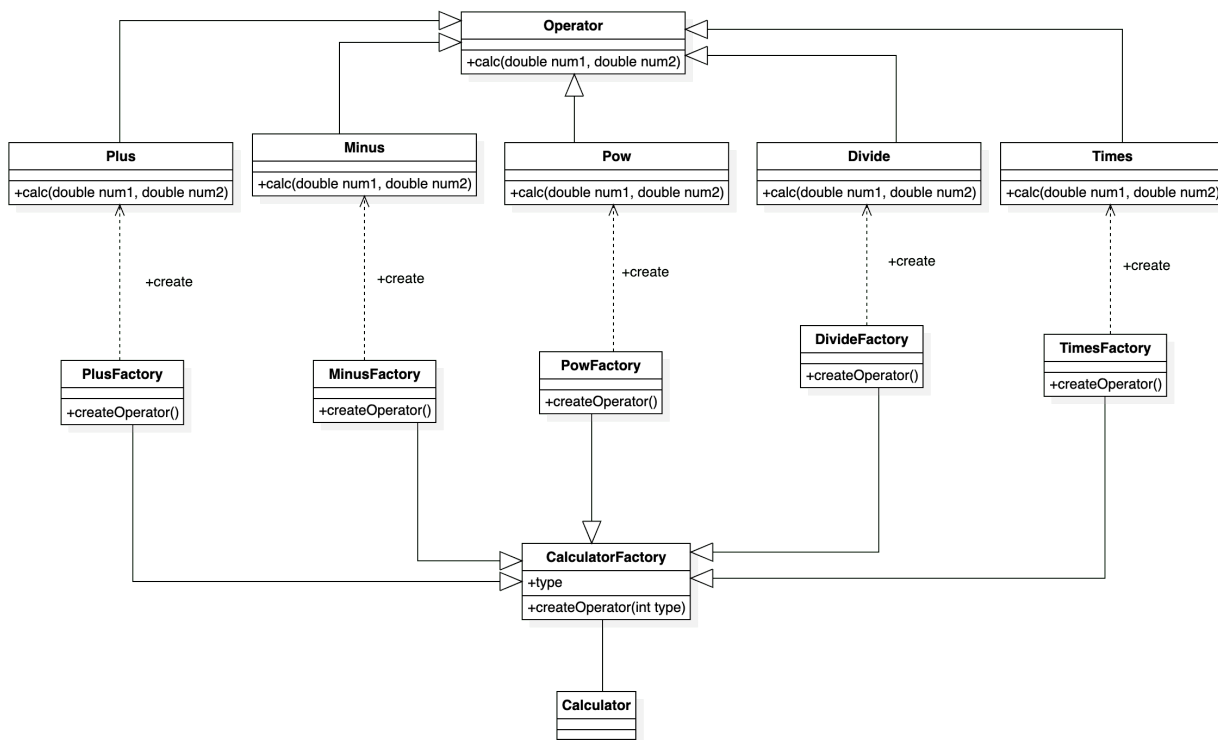 Operator
+calc(double num1, double num2)
Plus
+calc(double num1, double num2)
Minus
+calc(double num1, double num2)
Pow
+calc(double num1, double num2)
Divide
+calc(double num1, double num2)
Times
+calc(double num1, double num2)
+create
+create
+create
+create
+create
PlusFactory
+createOperator()
MinusFactory
+createOperator()
PowFactory
+createOperator()
DivideFactory
+createOperator()
TimesFactory
+createOperator()
CalculatorFactory
+type
+createOperator(int type)
Calculator